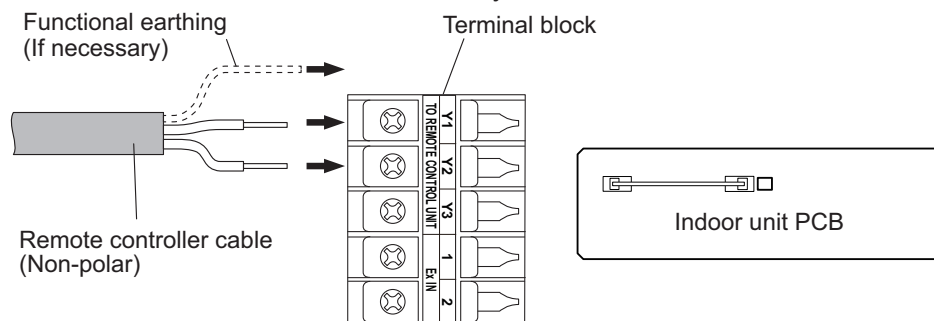 Functional earthing
(If necessary)
Terminal block
Y1
Y2
Y3
1
2
TO REMOTE CONTROL UNIT
Ex IN
Remote controller cable
(Non-polar)
Indoor unit PCB